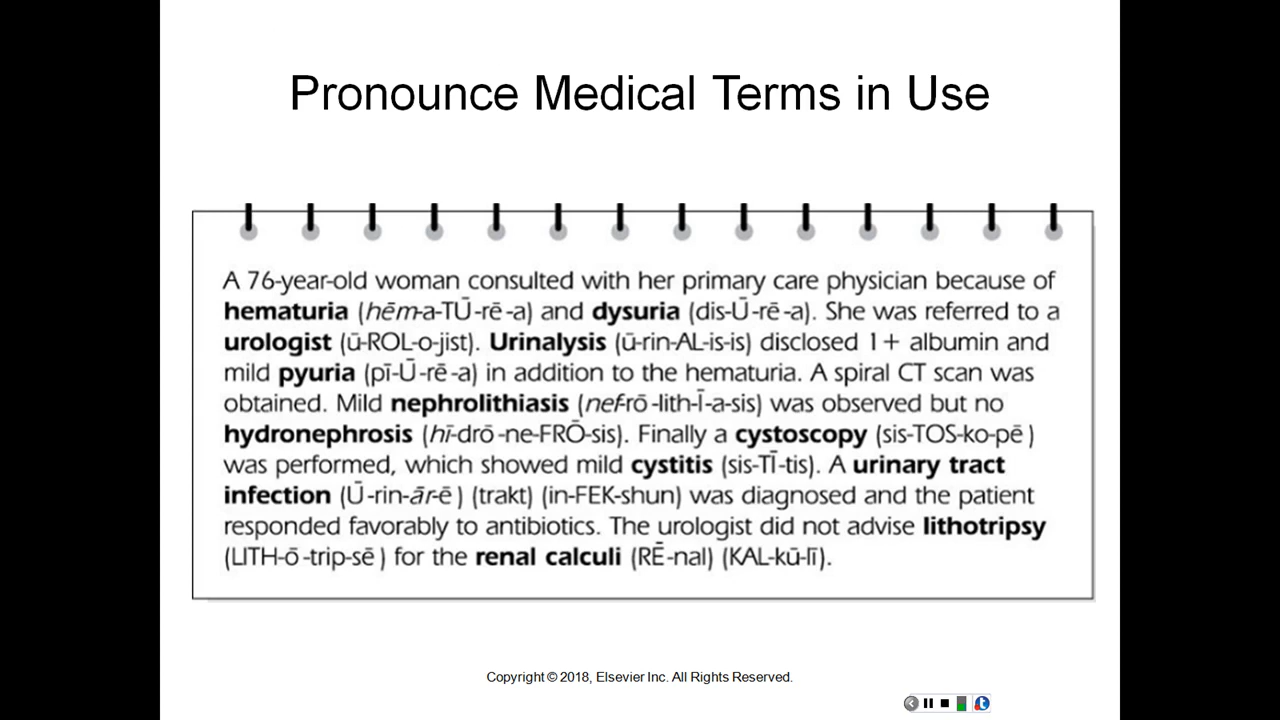 Pronounce Medical Terms in Use
A 76-year-old woman consulted with her primary care physician because of
hematuria (hēm-a-TŪ-rē-a) and dysuria (dis-Ū-rē-a). She was referred to a
urologist (ū-ROL-o-jist). Urinalysis (ū-rin-AL-is-is) disclosed 1+ albumin and
mild pyuria (pī-Ū-rē-a) in addition to the hematuria. A spiral CT scan was
obtained. Mild nephrolithiasis (nef-rō-lith-Ī-a-sis) was observed but no
hydronephrosis (hī-drō-ne-FRŌ-sis). Finally a cystoscopy (sis-TOS-ko-pē)
was performed, which showed mild cystitis (sis-TĪ-tis). A urinary tract
infection (Ū-rin-ār-ē) (trakt) (in-FEK-shun) was diagnosed and the patient
responded favorably to antibiotics. The urologist did not advise lithotripsy
(LITH-ō-trip-sē) for the renal calculi (RĒ-nal) (KAL-kū-lī).
Copyright © 2018, Elsevier Inc. All Rights Reserved.